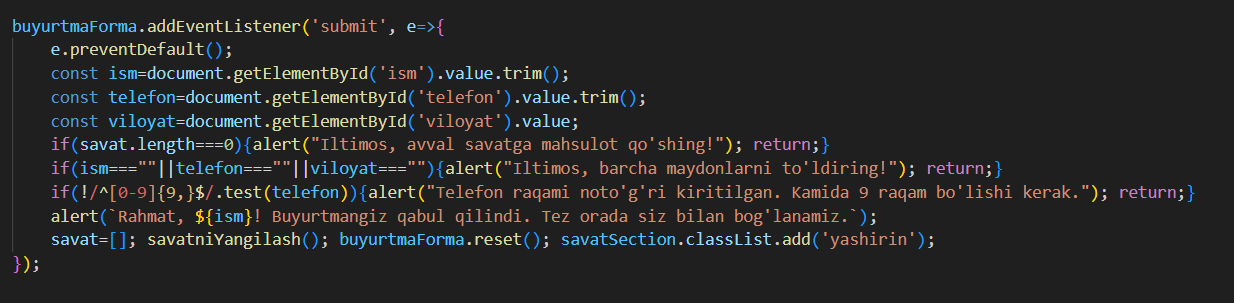 buyurtmaForma.addEventListener('submit', e=>{
    e.preventDefault();
    const ism=document.getElementById('ism').value.trim();
    const telefon=document.getElementById('telefon').value.trim();
    const viloyat=document.getElementById('viloyat').value;
    if(savat.length===0){alert("Iltimos, avval savatga mahsulot qo'shing!"); return;}
    if(ism===""||telefon===""||viloyat===""){alert("Iltimos, barcha maydonlarni to'ldiring!"); return;}
    if(!/^[0-9]{9,}$/.test(telefon)){alert("Telefon raqami noto'g'ri kiritilgan. Kamida 9 raqam bo'lishi kerak."); return;}
    alert(`Rahmat, ${ism}! Buyurtmangiz qabul qilindi. Tez orada siz bilan bog'lanamiz.`);
    savat=[]; savatniYangilash(); buyurtmaForma.reset(); savatSection.classList.add('yashirin');
});